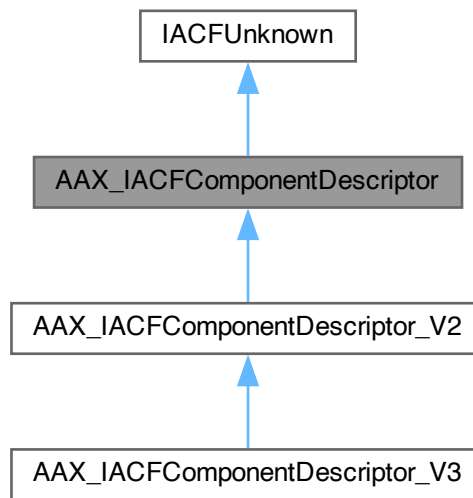 IACFUnknown
AAX_IACFComponentDescriptor
AAX_IACFComponentDescriptor_V2
AAX_IACFComponentDescriptor_V3